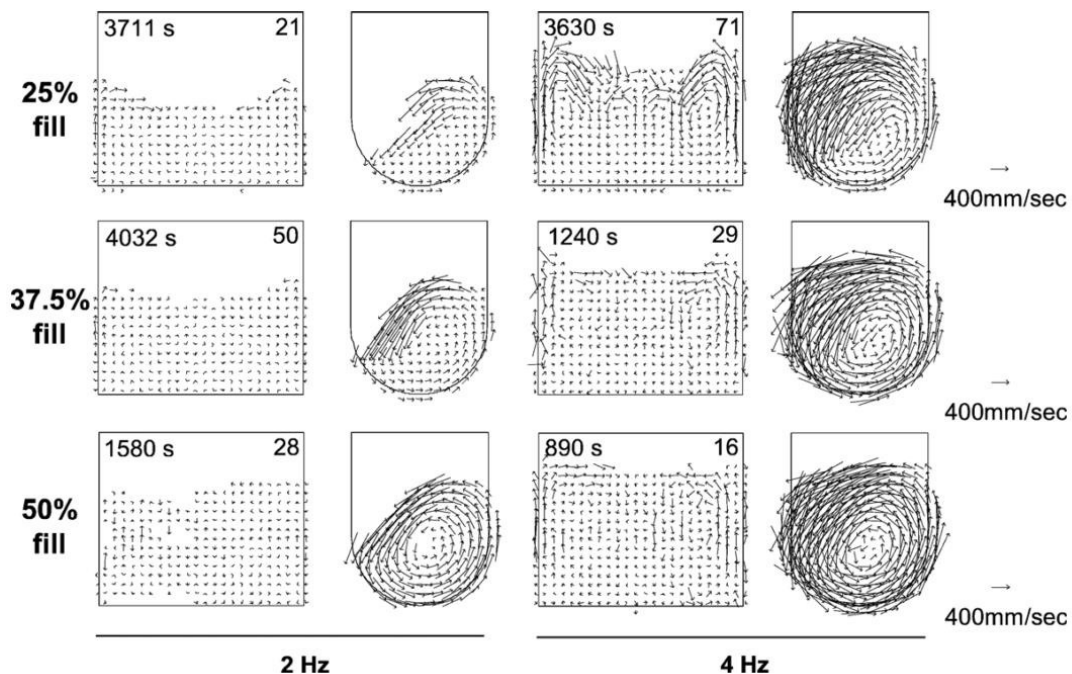 3711 s 21
3630 s 71
25%
fill
400mm/sec
4032 s 50
1240 s 29
37.5%
fill
400mm/sec
1580 s 28
890 s 16
50%
fill
400mm/sec
2 Hz
4 Hz